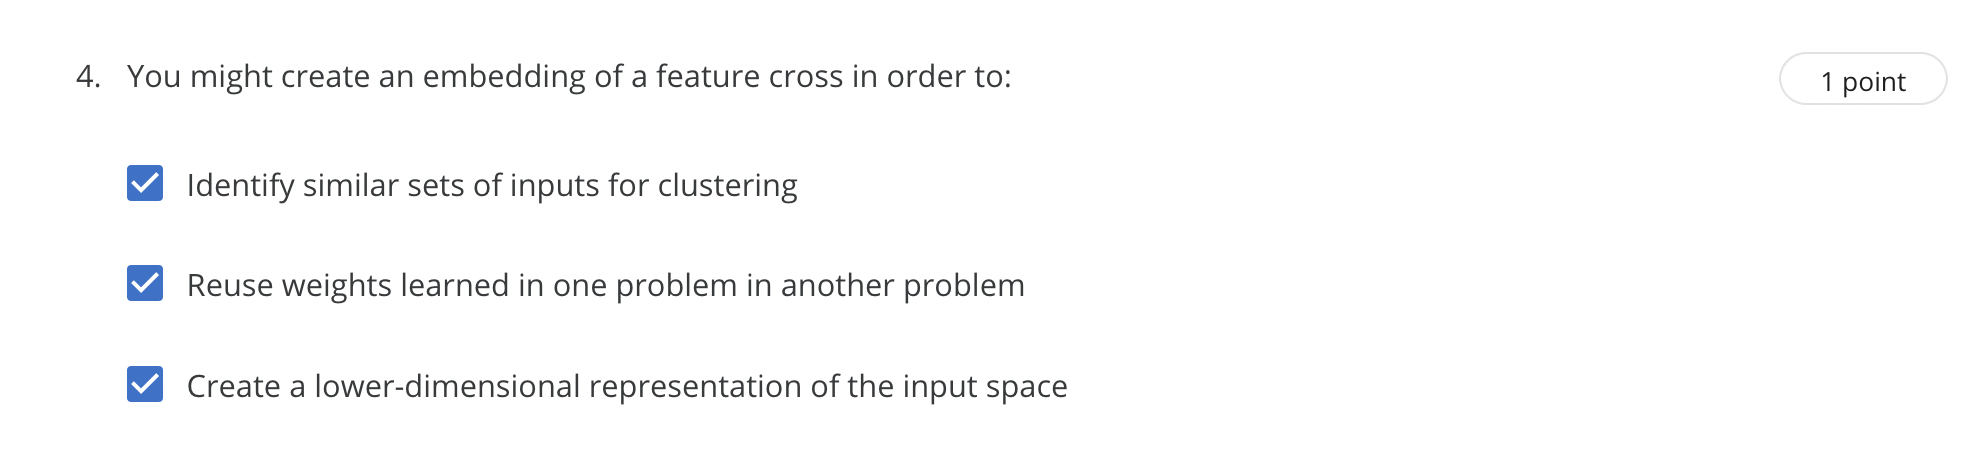 4. You might create an embedding of a feature cross in order to:
1 point
Identify similar sets of inputs for clustering
Reuse weights learned in one problem in another problem
Create a lower-dimensional representation of the input space